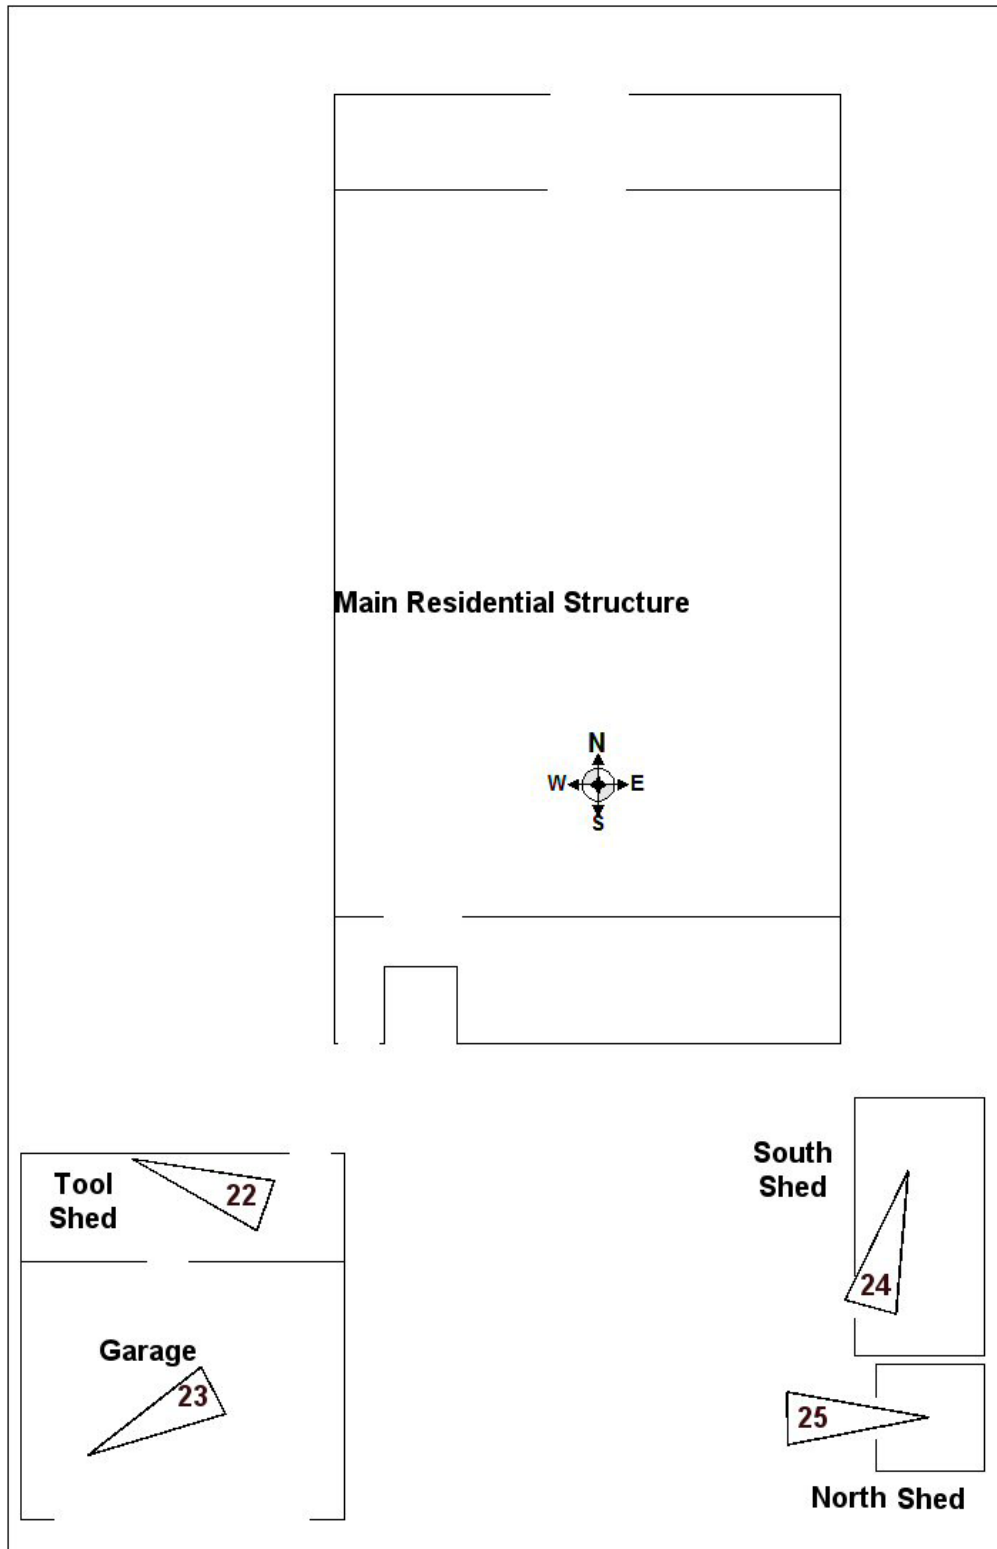 Main Residential Structure
N
W E
S
South
Shed
Tool
Shed
22
24
Garage
23
25
North Shed